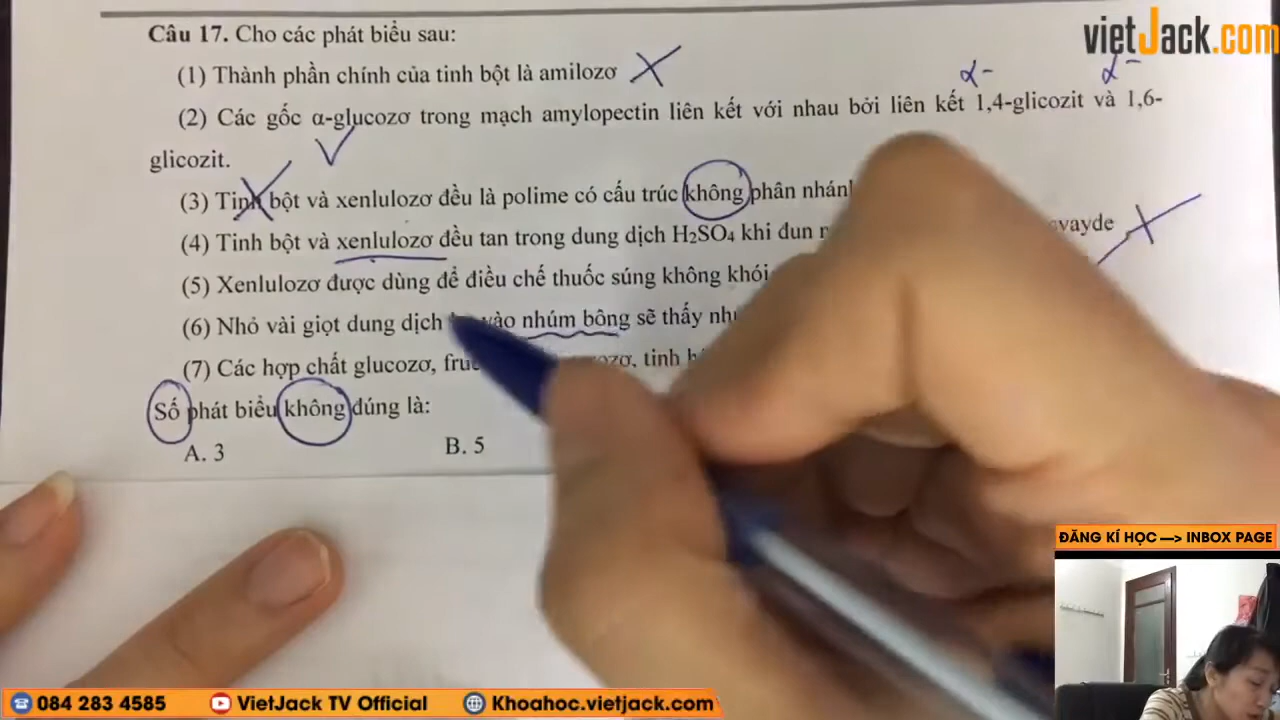 vietJack.com
Câu 17. Cho các phát biểu sau:
(1) Thành phần chính của tinh bột là amilozơ
α- α-
(2) Các gốc α-glucozơ trong mạch amylopectin liên kết với nhau bởi liên kết 1,4-glicozit và 1,6-
glicozit.
(3) Tinh bột và xenlulozơ đều là polime có cấu trúc không phân nhánh
(4) Tinh bột và xenlulozơ đều tan trong dung dịch H₂SO₄ khi đun vayde
(5) Xenlulozơ được dùng để điều chế thuốc súng không khói
(6) Nhỏ vài giọt dung dịch vào nhúm bông sẽ thấy
(7) Các hợp chất glucozơ, tinh
Số phát biểu không đúng là:
A. 3 B. 5
ĐĂNG KÍ HỌC —> INBOX PAGE
084 283 4585 VietJack TV Official Khoahoc.vietjack.com